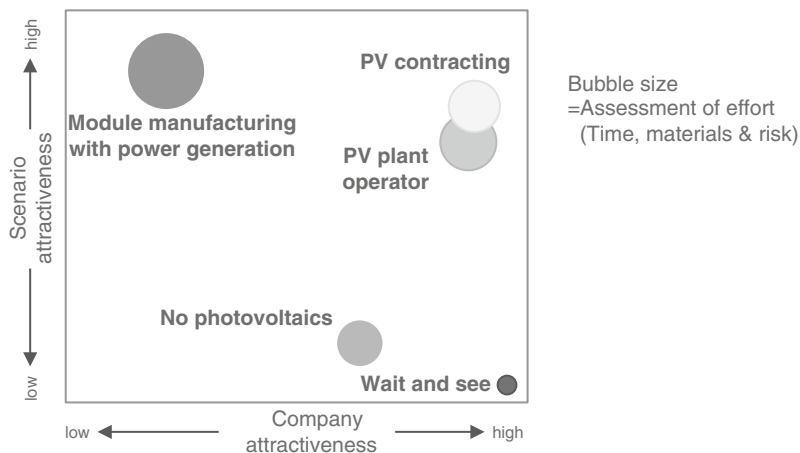 high
Scenario
attractiveness
low
PV contracting
Module manufacturing
with power generation
PV plant
operator
No photovoltaics
Wait and see
low
Company
attractiveness
high
Bubble size
=Assessment of effort
(Time, materials & risk)